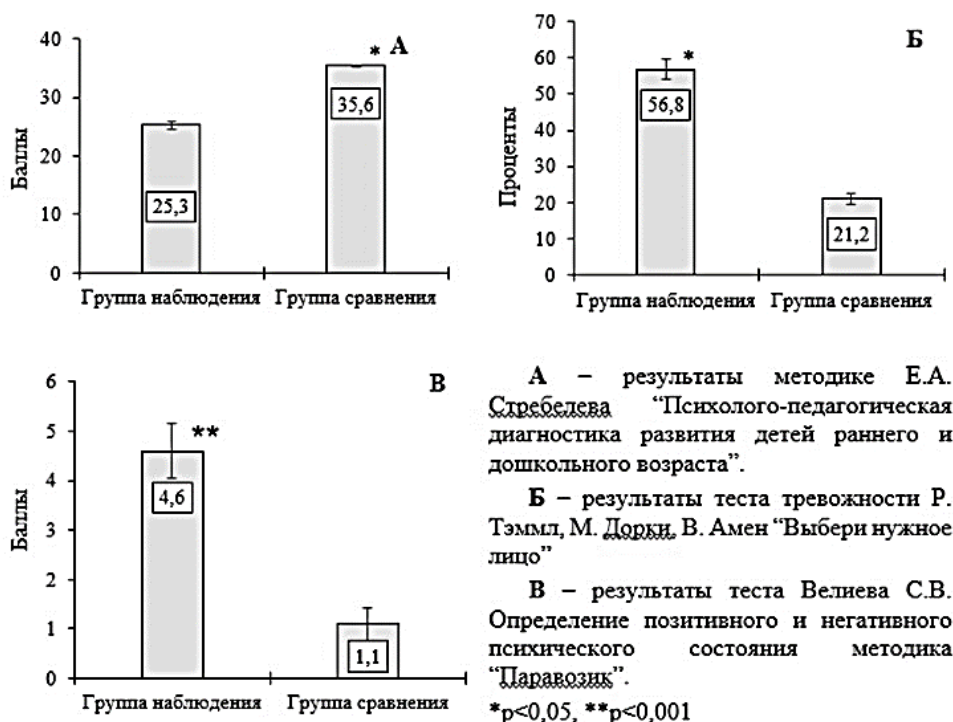 А
Баллы
40
30
20
10
0
*
35,6
25,3
Группа наблюдения
Группа сравнения
Б
Проценты
70
60
50
40
30
20
10
0
*
56,8
21,2
Группа наблюдения
Группа сравнения
В
Баллы
6
5
4
3
2
1
0
**
4,6
1,1
Группа наблюдения
Группа сравнения
А – результаты методике Е.А.
Стребелева “Психолого-педагогическая
диагностика развития детей раннего и
дошкольного возраста”.
Б – результаты теста тревожности Р.
Тэммл, М. Дорки, В. Амен “Выбери нужное
лицо”
В – результаты теста Велиева С.В.
Определение позитивного и негативного
психического состояния методика
“Паравозик”.
*p<0,05, **p<0,001